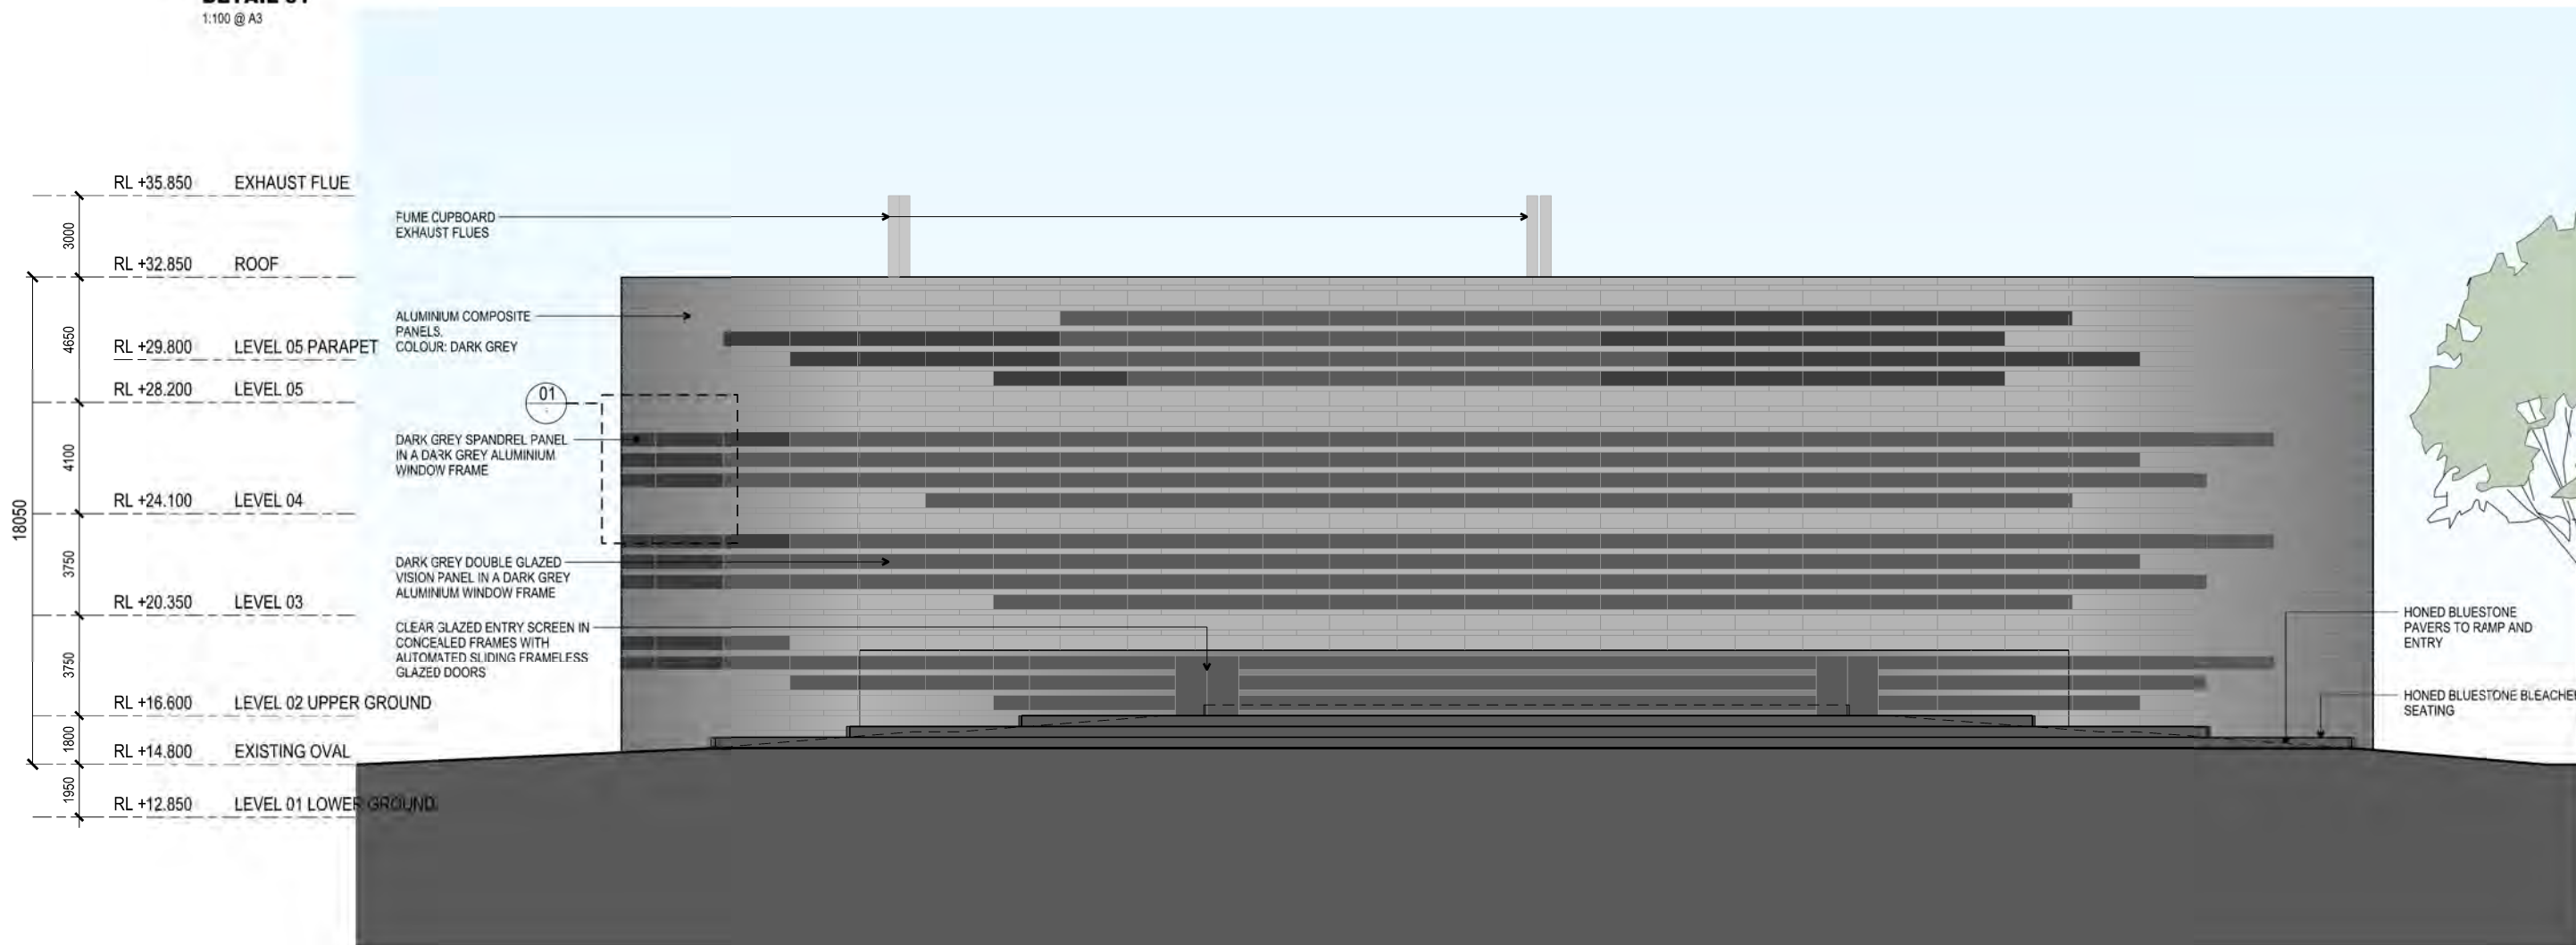 1:100 @ A3
RL +35.850 EXHAUST FLUE
3000
RL +32.850 ROOF
4650
RL +29.800 LEVEL 05 PARAPET
RL +28.200 LEVEL 05
4100
RL +24.100 LEVEL 04
18050
3750
RL +20.350 LEVEL 03
3750
RL +16.600 LEVEL 02 UPPER GROUND
1800
RL +14.800 EXISTING OVAL
1950
RL +12.850 LEVEL 01 LOWER GROUND
FUME CUPBOARD
EXHAUST FLUES
ALUMINIUM COMPOSITE
PANELS.
COLOUR: DARK GREY
01
DARK GREY SPANDREL PANEL
IN A DARK GREY ALUMINIUM
WINDOW FRAME
DARK GREY DOUBLE GLAZED
VISION PANEL IN A DARK GREY
ALUMINIUM WINDOW FRAME
CLEAR GLAZED ENTRY SCREEN IN
CONCEALED FRAMES WITH
AUTOMATED SLIDING FRAMELESS
GLAZED DOORS
HONED BLUESTONE
PAVERS TO RAMP AND
ENTRY
HONED BLUESTONE BLEACHE
SEATING